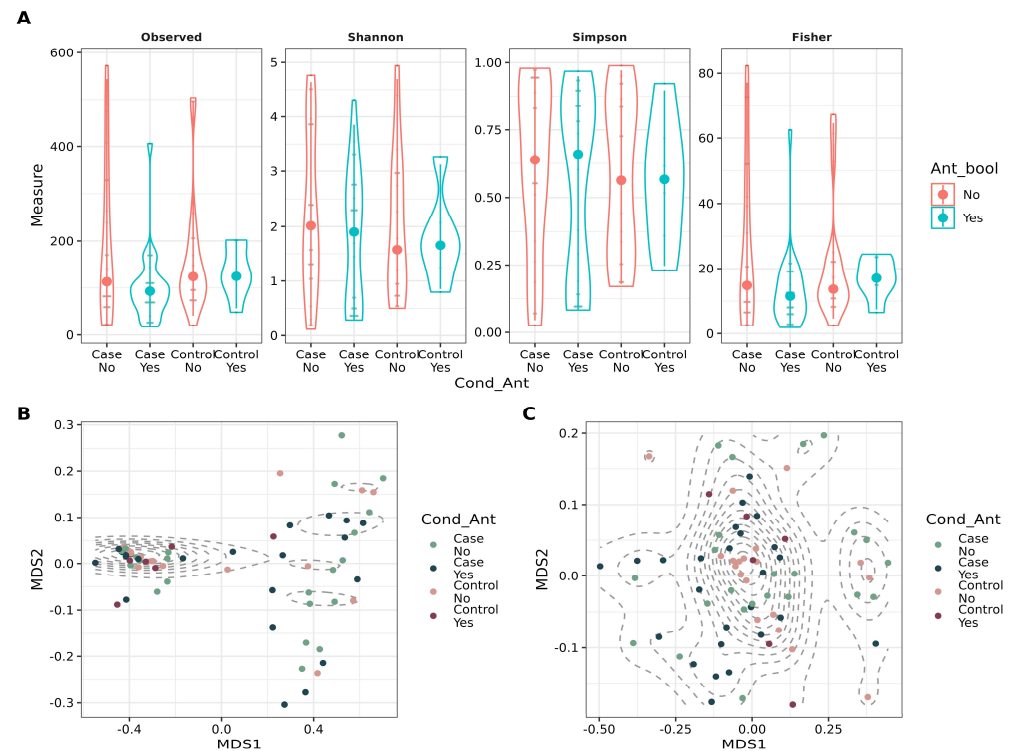 A
Observed Shannon Simpson Fisher
Measure
600
400
200
0
5
4
3
2
1
0
1.00
0.75
0.50
0.25
0.00
80
60
40
20
0
Case Case Control Control Case Case Control Control Case Case Control Control Case Case Control Control
No Yes No Yes No Yes No Yes No Yes No Yes No Yes No Yes
Cond_Ant
Ant_bool
No
Yes
B
MDS2
0.3
0.2
0.1
0.0
-0.1
-0.2
-0.3
-0.4 0.0 0.4
MDS1
Cond_Ant
Case
No
Case
Yes
Control
No
Control
Yes
C
MDS2
0.2
0.1
0.0
-0.1
-0.50 -0.25 0.00 0.25
MDS1
Cond_Ant
Case
No
Case
Yes
Control
No
Control
Yes